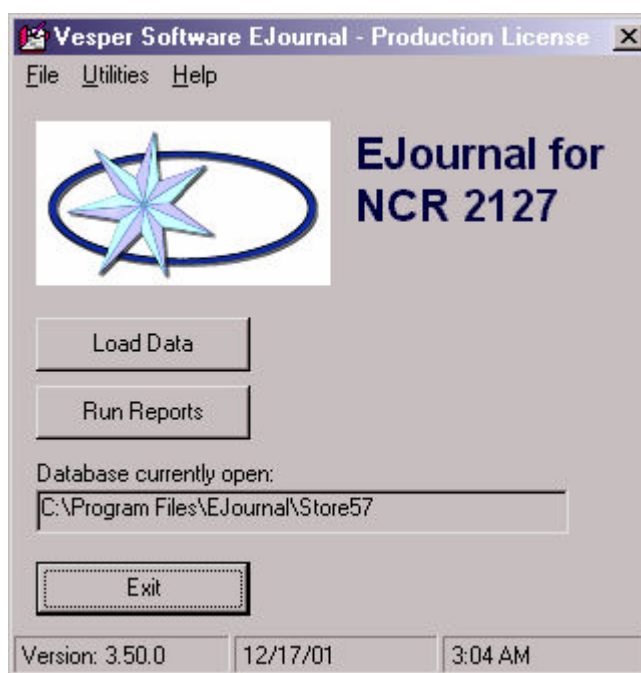 Vesper Software EJournal - Production License
File Utilities Help
EJournal for
NCR 2127
Load Data
Run Reports
Database currently open:
C:\Program Files\EJournal\Store57
Exit
Version: 3.50.0 12/17/01 3:04 AM